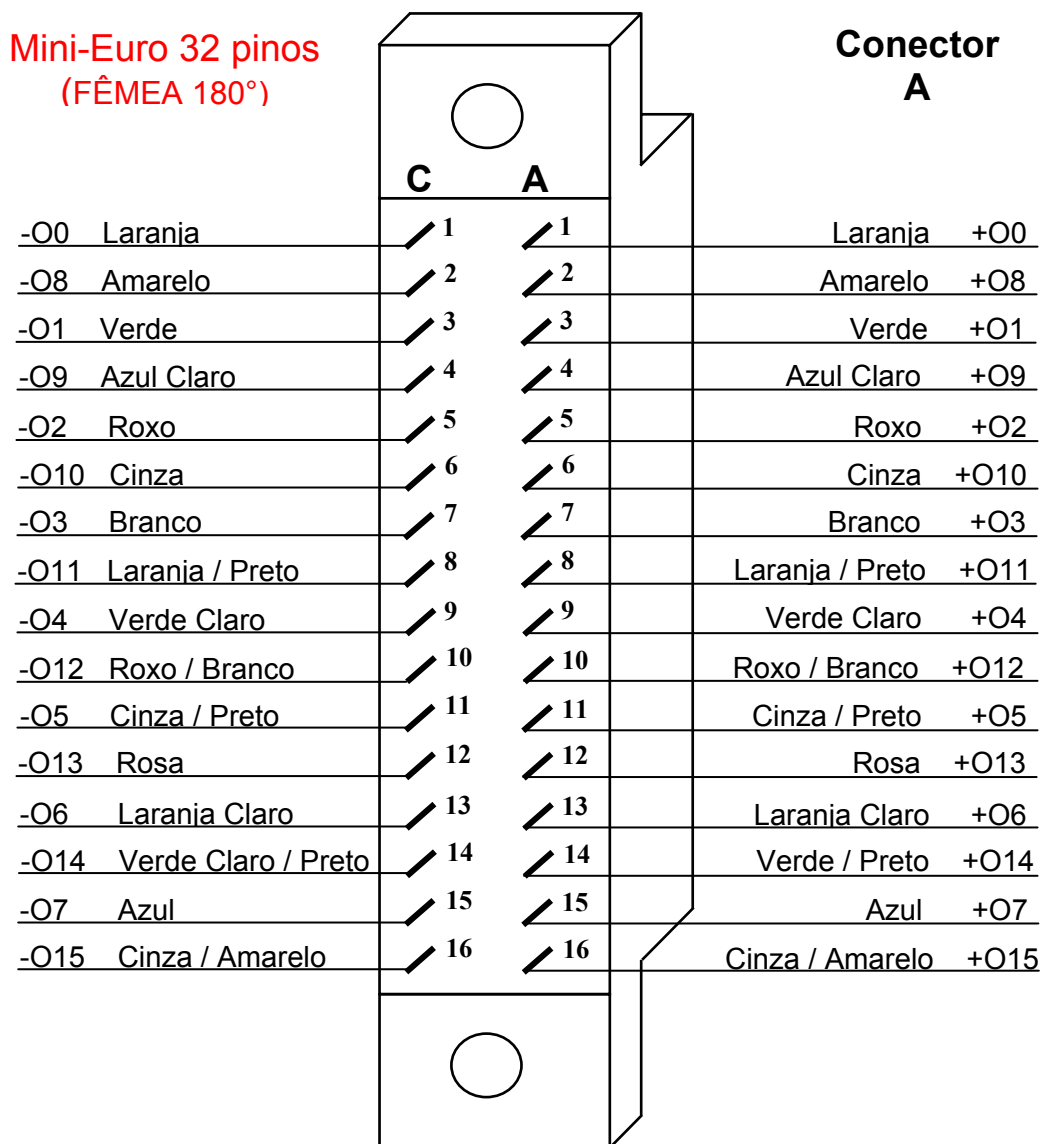 Mini-Euro 32 pinos
(FÊMEA 180°)
Conector
A
C A
-O0 Laranja 1 1 Laranja +O0
-O8 Amarelo 2 2 Amarelo +O8
-O1 Verde 3 3 Verde +O1
-O9 Azul Claro 4 4 Azul Claro +O9
-O2 Roxo 5 5 Roxo +O2
-O10 Cinza 6 6 Cinza +O10
-O3 Branco 7 7 Branco +O3
-O11 Laranja / Preto 8 8 Laranja / Preto +O11
-O4 Verde Claro 9 9 Verde Claro +O4
-O12 Roxo / Branco 10 10 Roxo / Branco +O12
-O5 Cinza / Preto 11 11 Cinza / Preto +O5
-O13 Rosa 12 12 Rosa +O13
-O6 Laranja Claro 13 13 Laranja Claro +O6
-O14 Verde Claro / Preto 14 14 Verde / Preto +O14
-O7 Azul 15 15 Azul +O7
-O15 Cinza / Amarelo 16 16 Cinza / Amarelo +O15